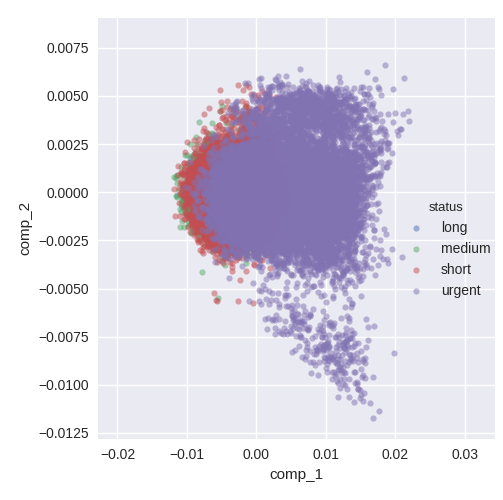 0.0075
0.0050
0.0025
0.0000
−0.0025
−0.0050
−0.0075
−0.0100
−0.0125
comp_2
status
long
medium
short
urgent
−0.02
−0.01
0.00
0.01
0.02
0.03
comp_1